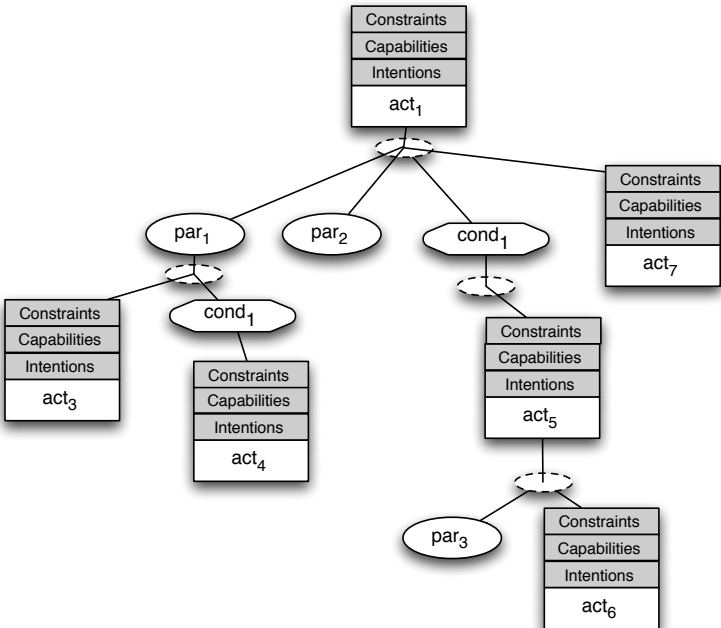 Constraints
Capabilities
Intentions
act₁
par₁
par₂
cond₁
Constraints
Capabilities
Intentions
act₇
Constraints
Capabilities
Intentions
act₃
cond₁
Constraints
Capabilities
Intentions
act₄
Constraints
Capabilities
Intentions
act₅
par₃
Constraints
Capabilities
Intentions
act₆